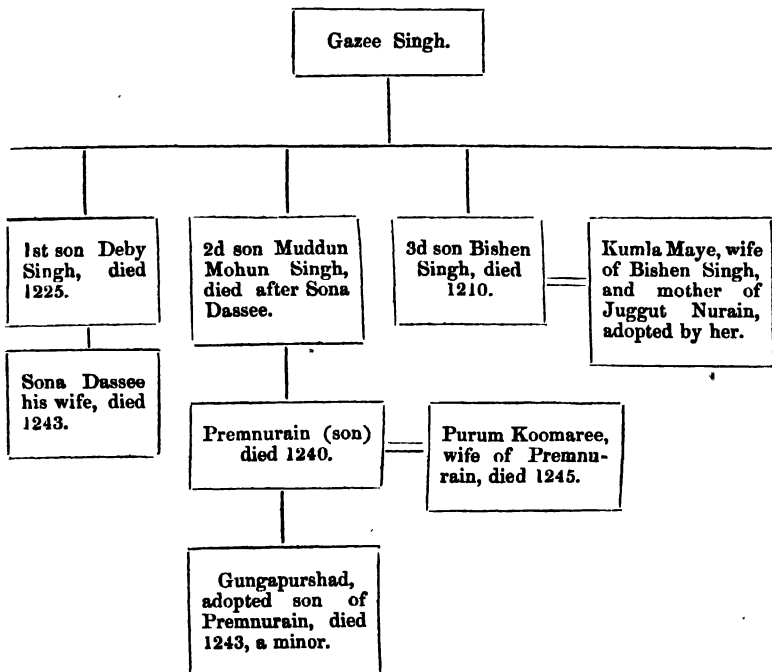 Gazee Singh.
1st son Deby
Singh, died
1225.
2d son Muddun
Mohun Singh,
died after Sona
Dassee.
3d son Bishen
Singh, died
1210.
Kumla Maye, wife
of Bishen Singh,
and mother of
Juggut Nurain,
adopted by her.
Sona Dassee
his wife, died
1243.
Premnurain (son)
died 1240.
Purum Koomaree,
wife of Premnu-
rain, died 1245.
Gungapurshad,
adopted son of
Premnurain, died
1243, a minor.